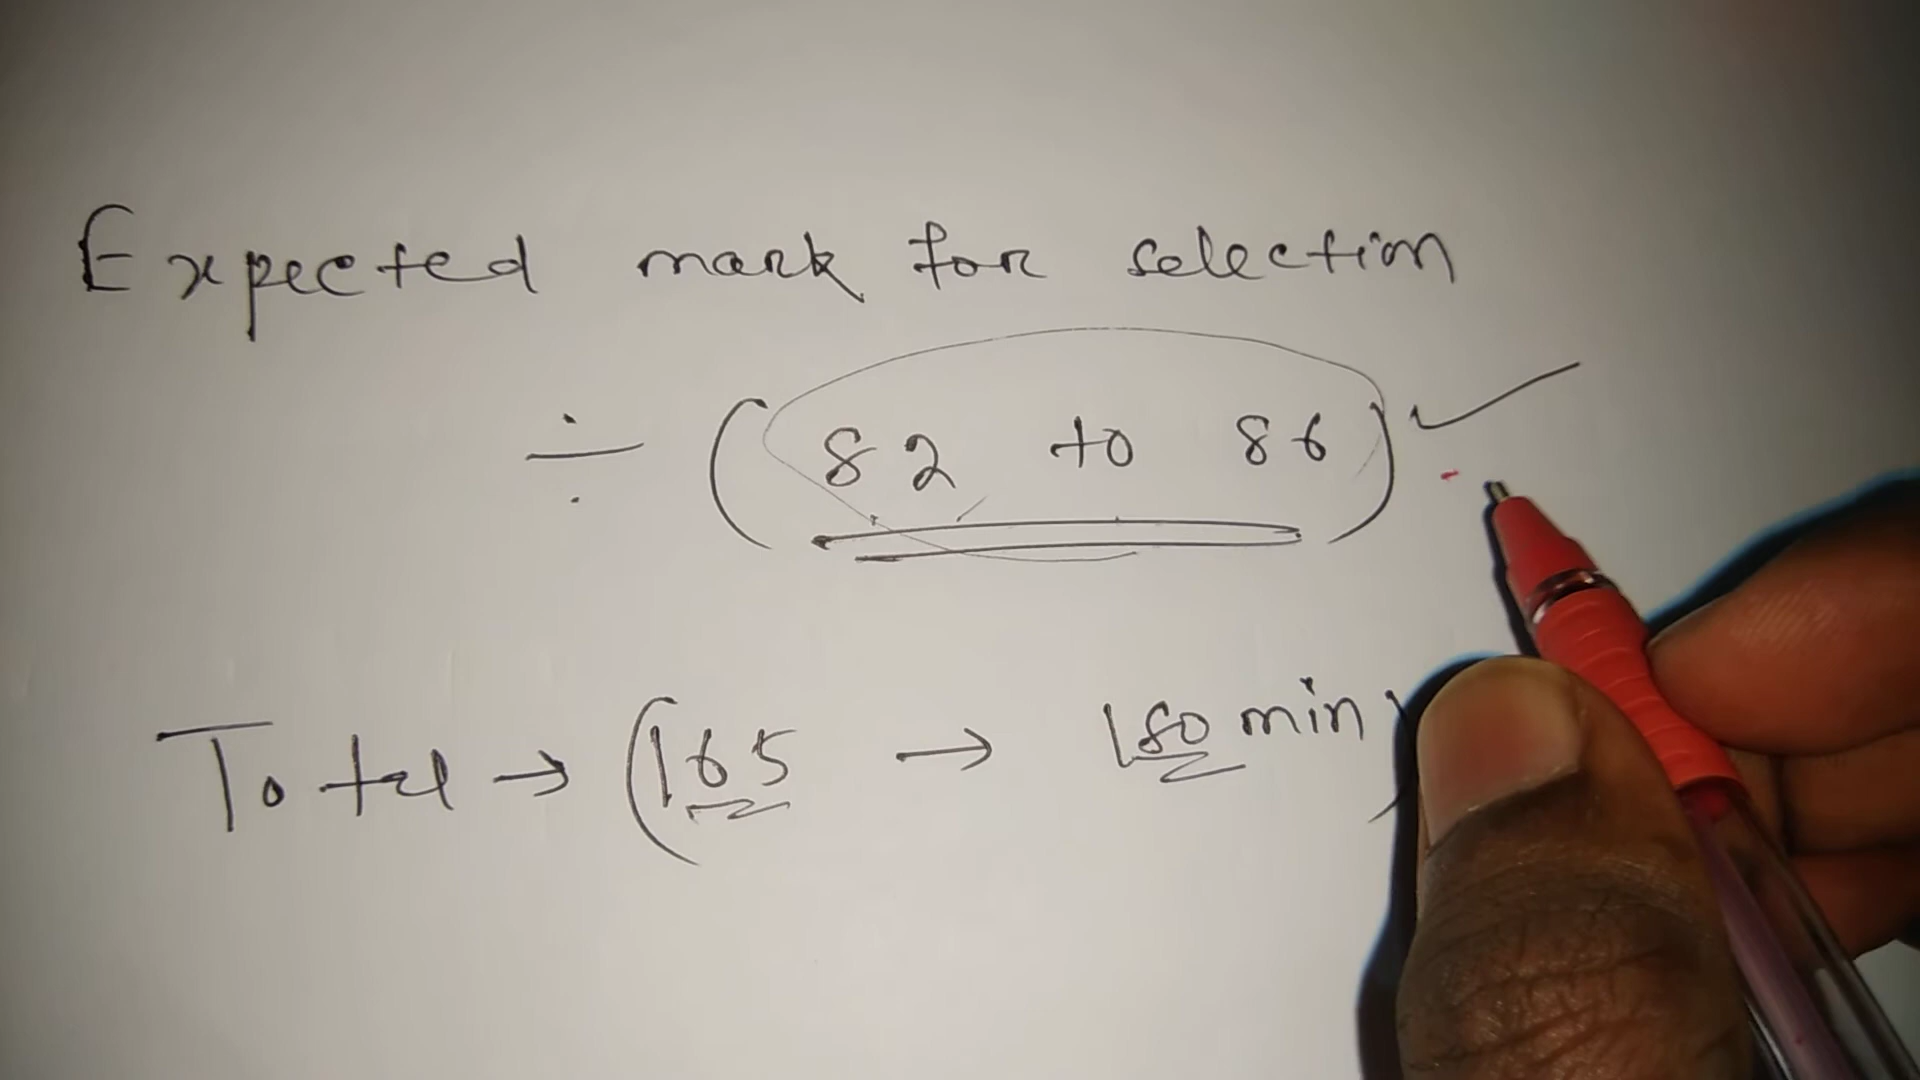 Expected mark for selection
÷ (82 to 86) ✓
Total → (165 → 180 min)